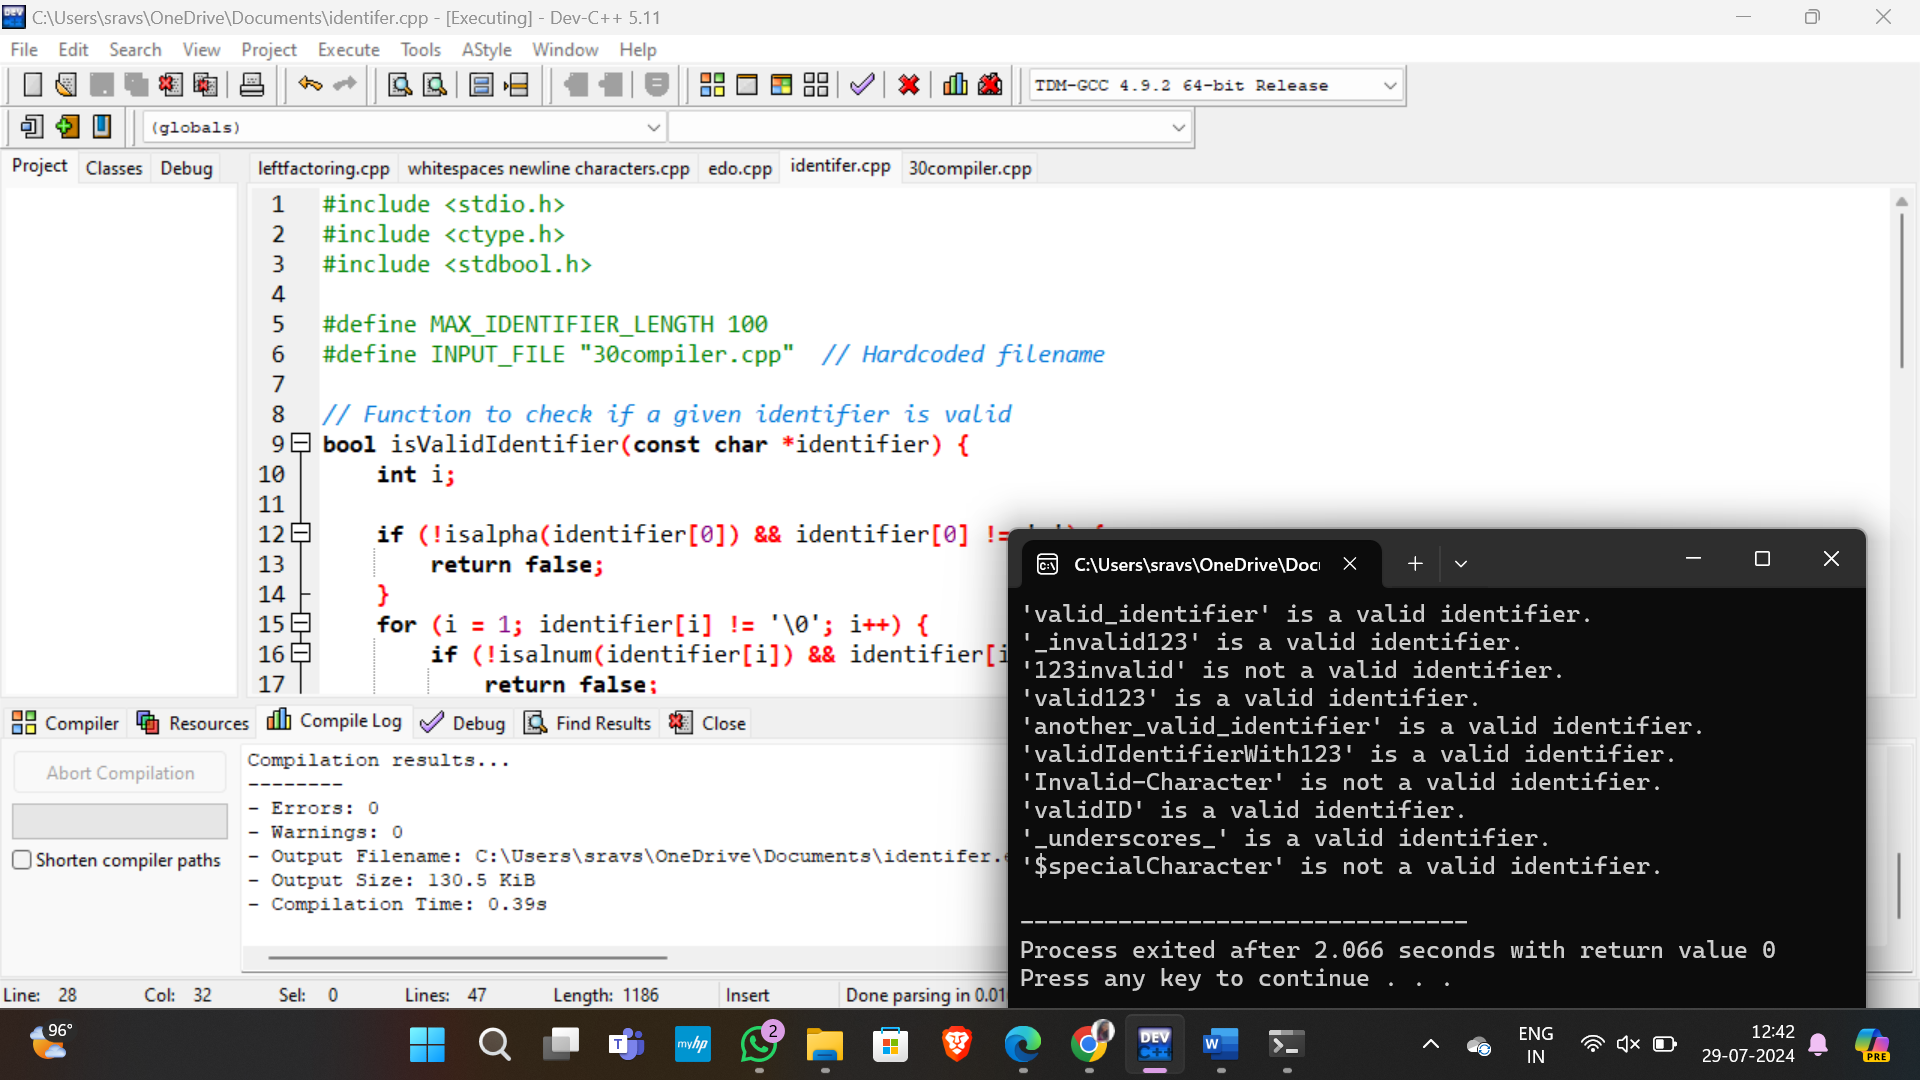 C:\Users\sravs\OneDrive\Documents\identifer.cpp - [Executing] - Dev-C++ 5.11
File Edit Search View Project Execute Tools AStyle Window Help
TDM-GCC 4.9.2 64-bit Release
(globals)
Project Classes Debug
leftfactoring.cpp whitespaces newline characters.cpp edo.cpp identifer.cpp 30compiler.cpp
1 #include <stdio.h>
2 #include <ctype.h>
3 #include <stdbool.h>
4
5 #define MAX_IDENTIFIER_LENGTH 100
6 #define INPUT_FILE "30compiler.cpp" // Hardcoded filename
7
8 // Function to check if a given identifier is valid
9 bool isValidIdentifier(const char *identifier) {
10 int i;
11
12 if (!isalpha(identifier[0]) && identifier[0] !=
13 return false;
14 }
15 for (i = 1; identifier[i] != '\0'; i++) {
16 if (!isalnum(identifier[i]) && identifier[i
17 return false;
Compiler Resources Compile Log Debug Find Results Close
Abort Compilation
Shorten compiler paths
Compilation results...
--------
- Errors: 0
- Warnings: 0
- Output Filename: C:\Users\sravs\OneDrive\Documents\identifer.
- Output Size: 130.5 KiB
- Compilation Time: 0.39s
Line: 28 Col: 32 Sel: 0 Lines: 47 Length: 1186 Insert Done parsing in 0.01
C:\Users\sravs\OneDrive\Doc
'valid_identifier' is a valid identifier.
'_invalid123' is a valid identifier.
'123invalid' is not a valid identifier.
'valid123' is a valid identifier.
'another_valid_identifier' is a valid identifier.
'validIdentifierWith123' is a valid identifier.
'Invalid-Character' is not a valid identifier.
'validID' is a valid identifier.
'_underscores_' is a valid identifier.
'$specialCharacter' is not a valid identifier.
--------------------------------
Process exited after 2.066 seconds with return value 0
Press any key to continue . . .
96°
myhp
2
DEV C++
ENG
IN
12:42
29-07-2024
PRE